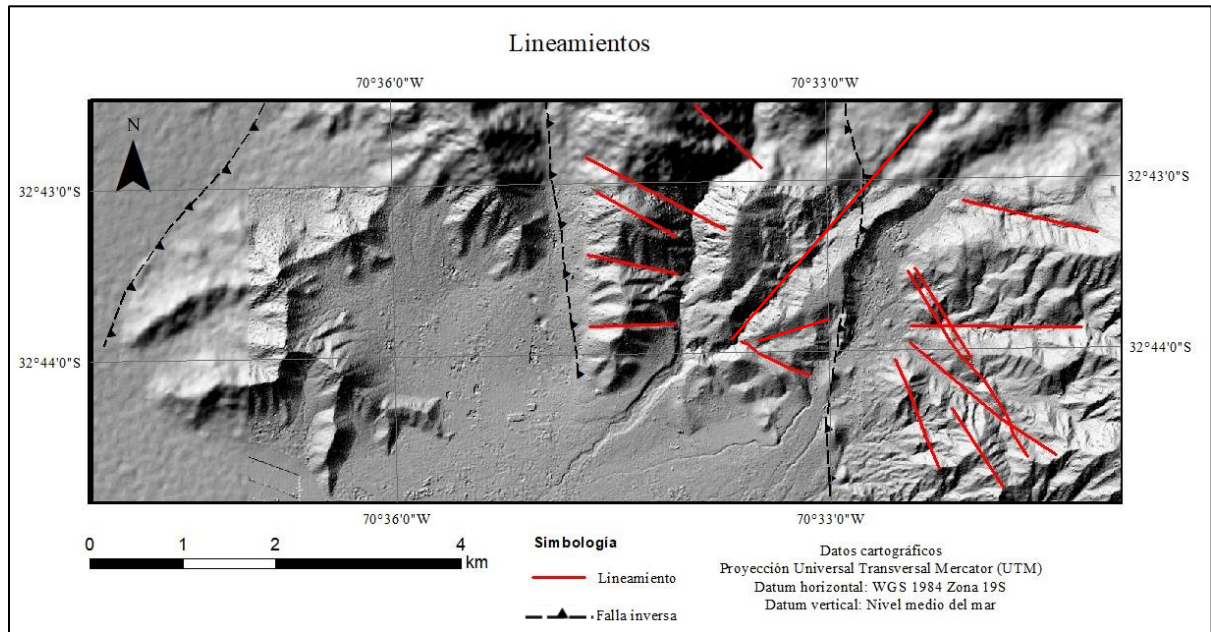 Lineamientos
70°36'0"W
70°33'0"W
N
32°43'0"S
32°43'0"S
32°44'0"S
32°44'0"S
70°36'0"W
70°33'0"W
0 1 2 4
km
Simbología
Lineamiento
Falla inversa
Datos cartográficos
Proyección Universal Transversal Mercator (UTM)
Datum horizontal: WGS 1984 Zona 19S
Datum vertical: Nivel medio del mar